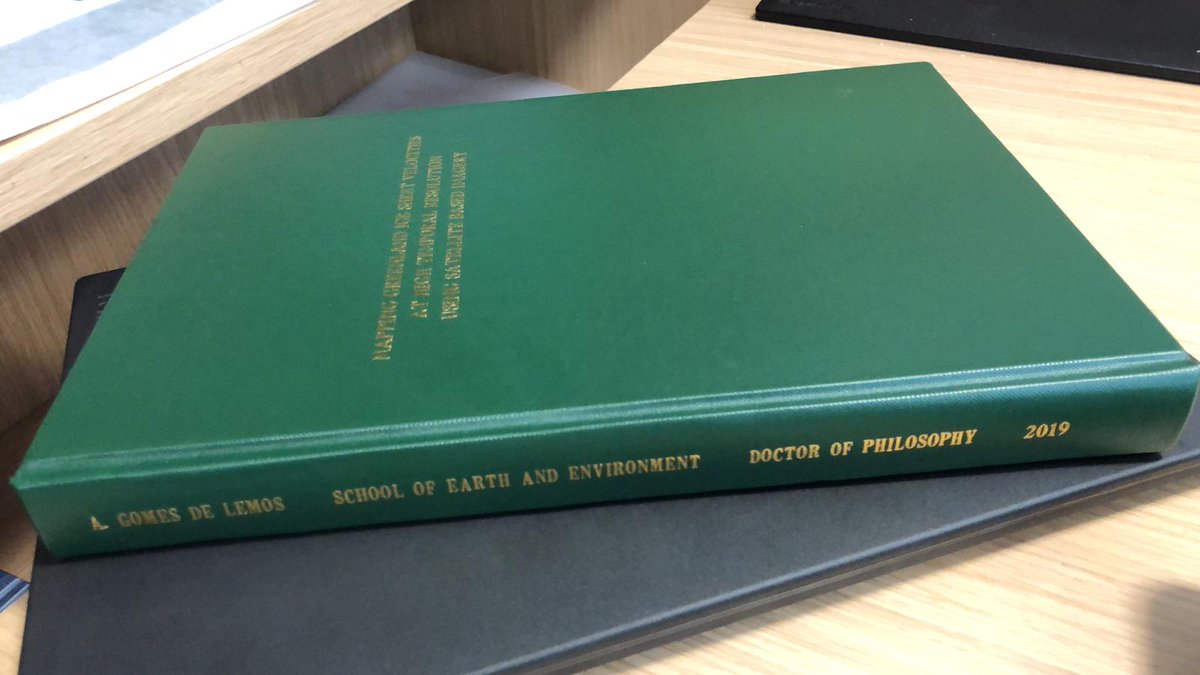 MAPPING GREENLAND ICE SHEET VELOCITIES
AT HIGH TEMPORAL RESOLUTION
USING SATELLITE BASED IMAGERY
A. GOMES DE LEMOS SCHOOL OF EARTH AND ENVIRONMENT DOCTOR OF PHILOSOPHY 2019